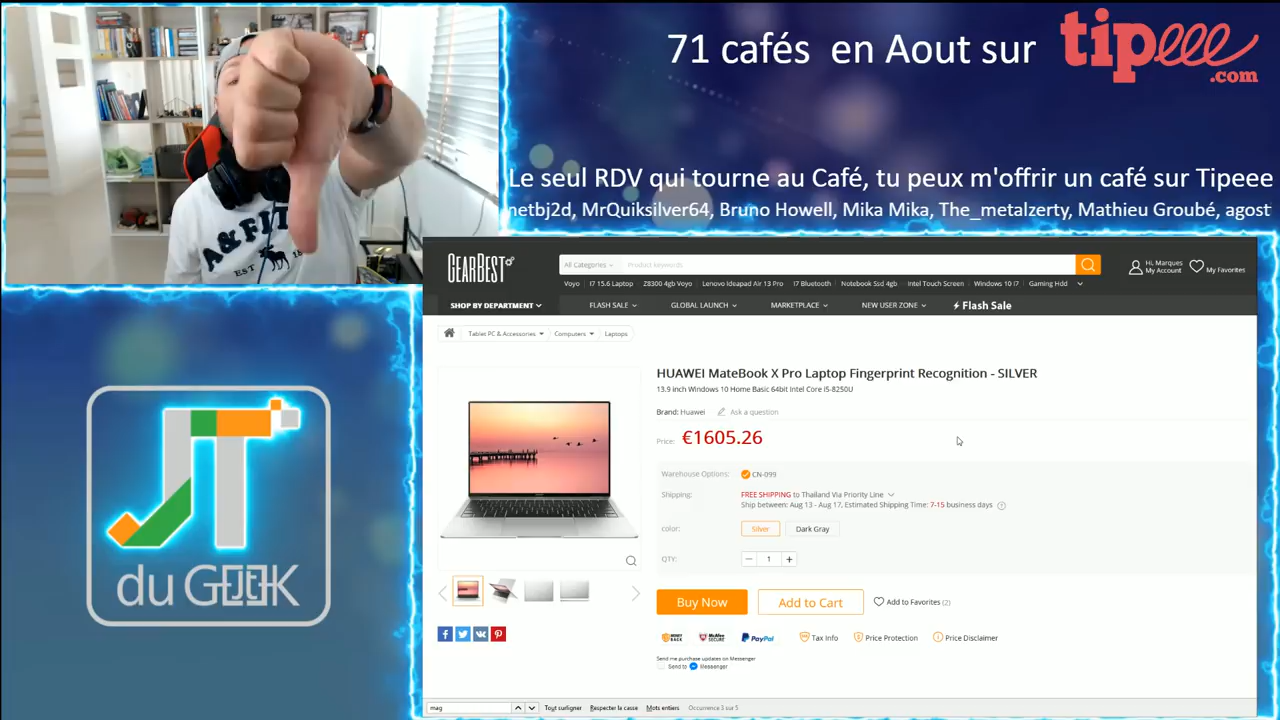 71 cafés en Aout sur
tipeee
.com
Le seul RDV qui tourne au Café, tu peux m'offrir un café sur Tipeee
netbj2d, MrQuiksilver64, Bruno Howell, Mika Mika, The_metalzerty, Mathieu Groubé, agost
A&FITC
EST 18
GEARBEST
All Categories
Product keywords
Hi, Marques
My Account
My Favorites
Voyo I7 15.6 Laptop Z8300 4gb Voyo Lenovo Ideapad Air 13 Pro I7 Bluetooth Notebook Ssd 4gb Intel Touch Screen Windows 10 I7 Gaming Hdd
SHOP BY DEPARTMENT FLASH SALE GLOBAL LAUNCH MARKETPLACE NEW USER ZONE Flash Sale
Tablet PC & Accessories Computers Laptops
HUAWEI MateBook X Pro Laptop Fingerprint Recognition - SILVER
13.9 inch Windows 10 Home Basic 64bit Intel Core i5-8250U
Brand: Huawei Ask a question
Price: €1605.26
Warehouse Options: CN-099
Shipping: FREE SHIPPING to Thailand Via Priority Line
Ship between: Aug 13 - Aug 17, Estimated Shipping Time: 7-15 business days
color: Silver Dark Gray
QTY: 1
Buy Now Add to Cart Add to Favorites (2)
MONEY BACK McAfee SECURE PayPal Tax Info Price Protection Price Disclaimer
Send me purchase updates on Messenger
Send to Messenger
JT
du GEEK
mag Tout surligner Respecter la casse Mots entiers Occurrence 3 sur 5